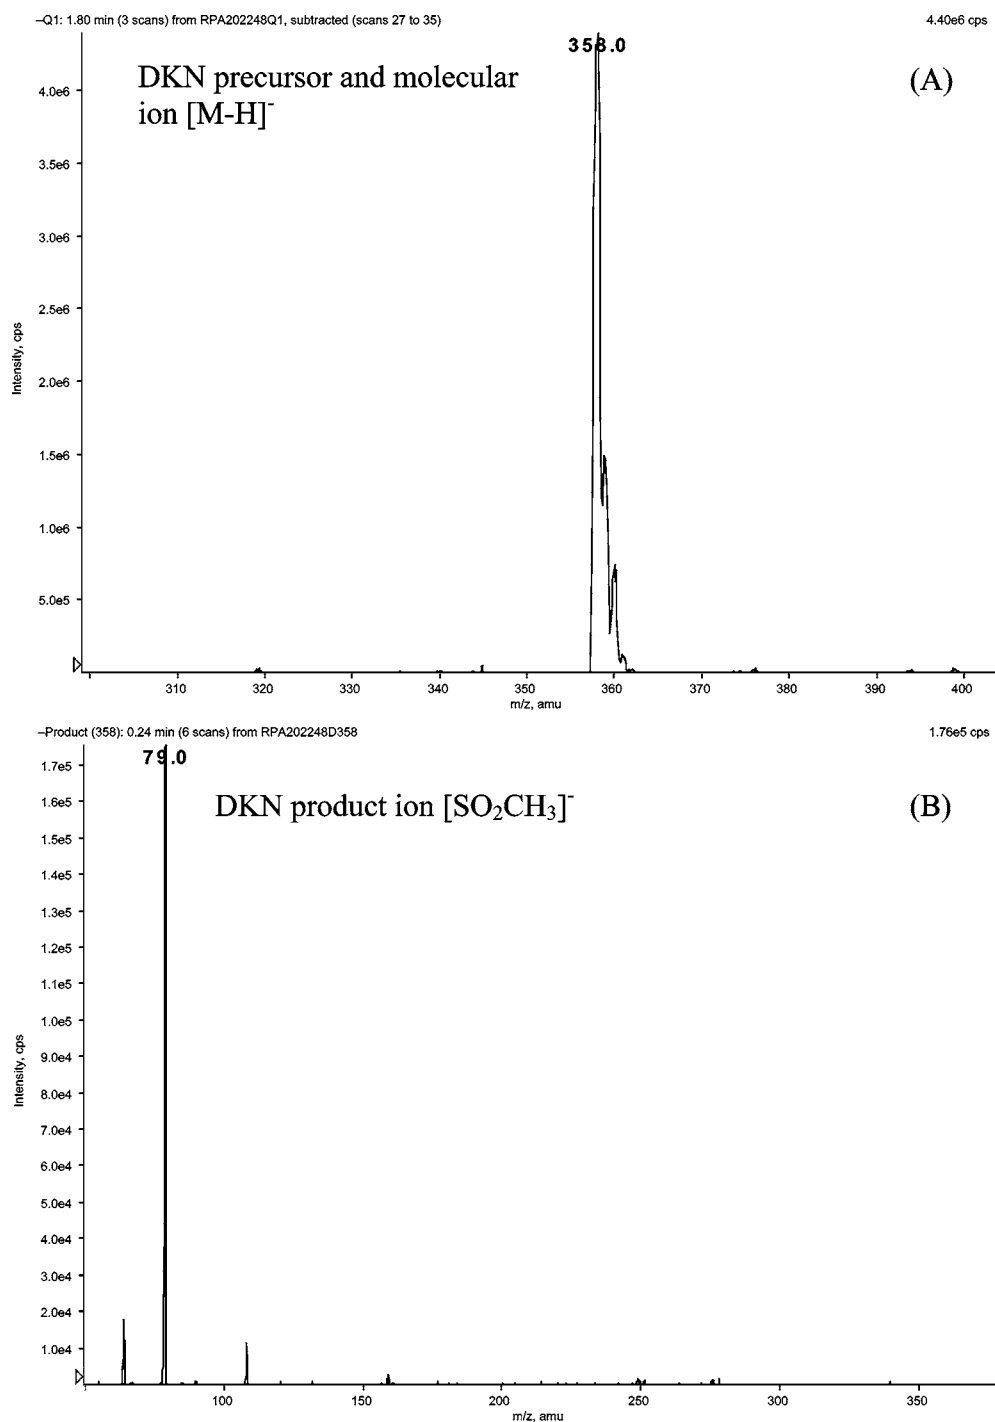 –Q1: 1.80 min (3 scans) from RPA202248Q1, subtracted (scans 27 to 35)
4.40e6 cps
358.0
DKN precursor and molecular
ion [M-H]⁻
(A)
4.0e6
3.5e6
3.0e6
2.5e6
2.0e6
1.5e6
1.0e6
5.0e5
Intensity, cps
310 320 330 340 350 360 370 380 390 400
m/z, amu
–Product (358): 0.24 min (6 scans) from RPA202248D358
1.76e5 cps
79.0
DKN product ion [SO₂CH₃]⁻
(B)
1.7e5
1.6e5
1.5e5
1.4e5
1.3e5
1.2e5
1.1e5
1.0e5
9.0e4
8.0e4
7.0e4
6.0e4
5.0e4
4.0e4
3.0e4
2.0e4
1.0e4
Intensity, cps
100 150 200 250 300 350
m/z, amu